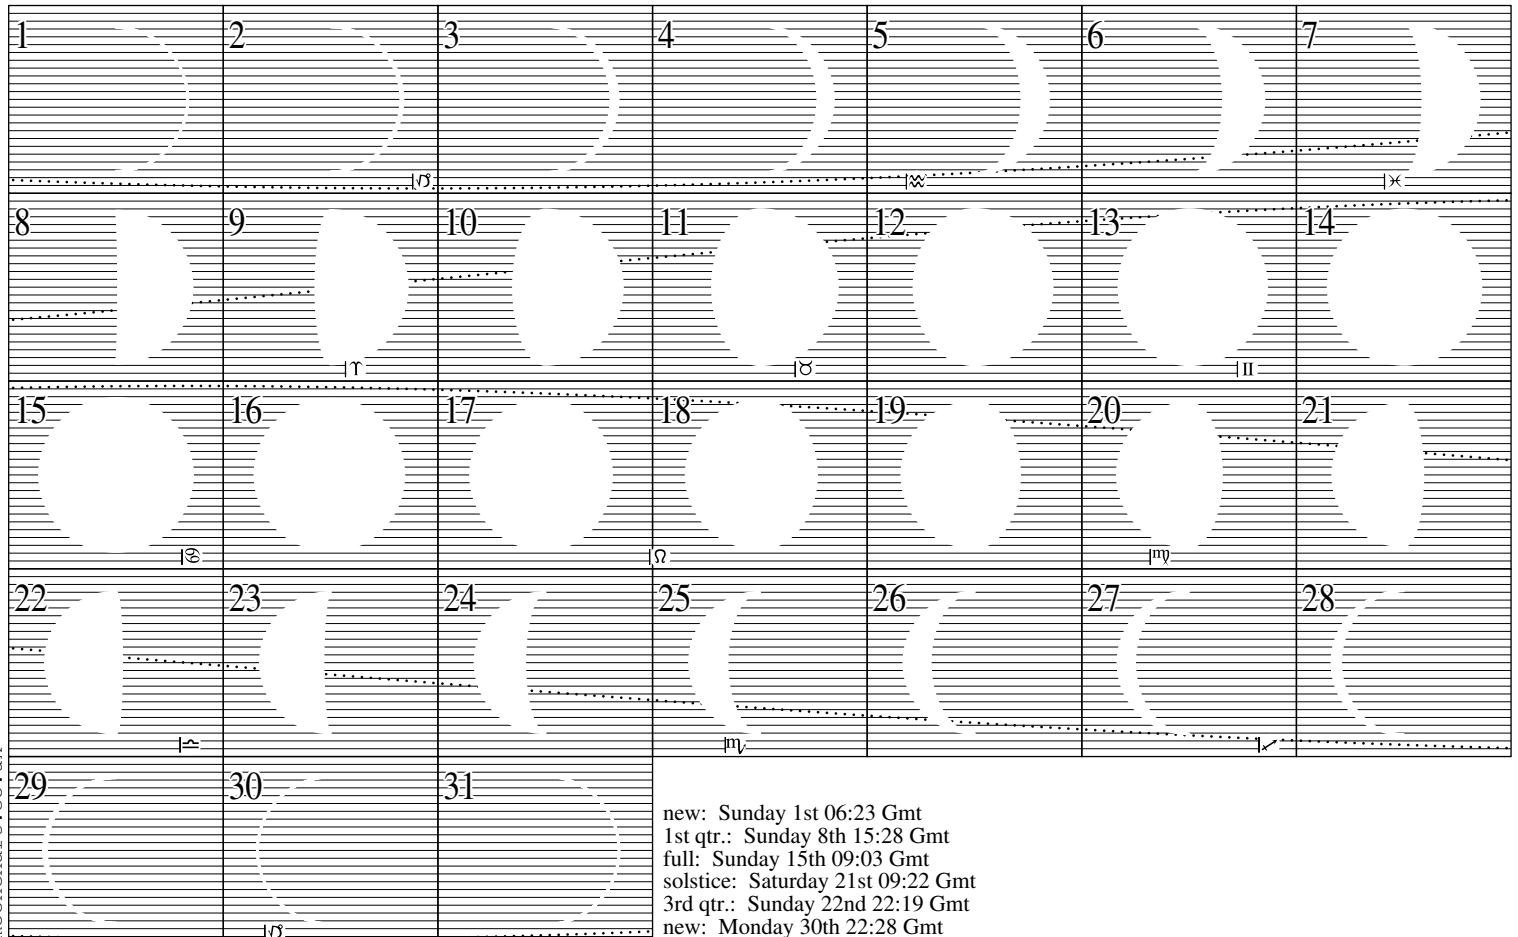 1 2 3 4 5 6 7
♑ ♒ ♓
8 9 10 11 12 13 14
♈ ♉ ♊
15 16 17 18 19 20 21
♋ ♌ ♍
22 23 24 25 26 27 28
♎ ♏ ♐
29 30 31
♑
new: Sunday 1st 06:23 Gmt
1st qtr.: Sunday 8th 15:28 Gmt
full: Sunday 15th 09:03 Gmt
solstice: Saturday 21st 09:22 Gmt
3rd qtr.: Sunday 22nd 22:19 Gmt
new: Monday 30th 22:28 Gmt